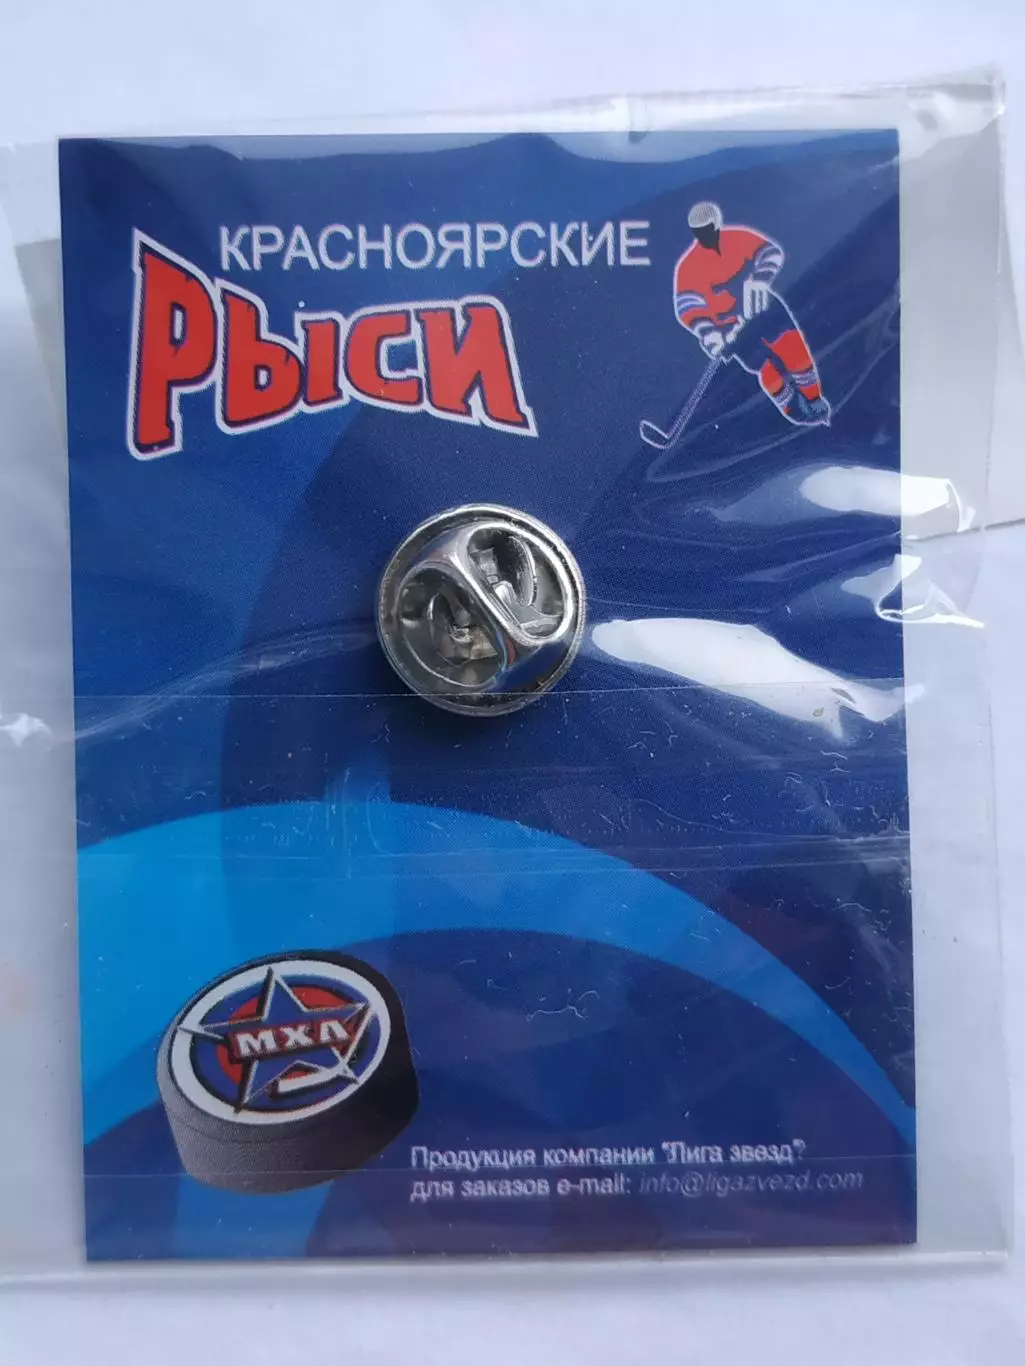 КРАСНОЯРСКИЕ
РЫСИ
МХЛ
Продукция компании "Лига звезд"
для заказов e-mail: info@ligazvezd.com